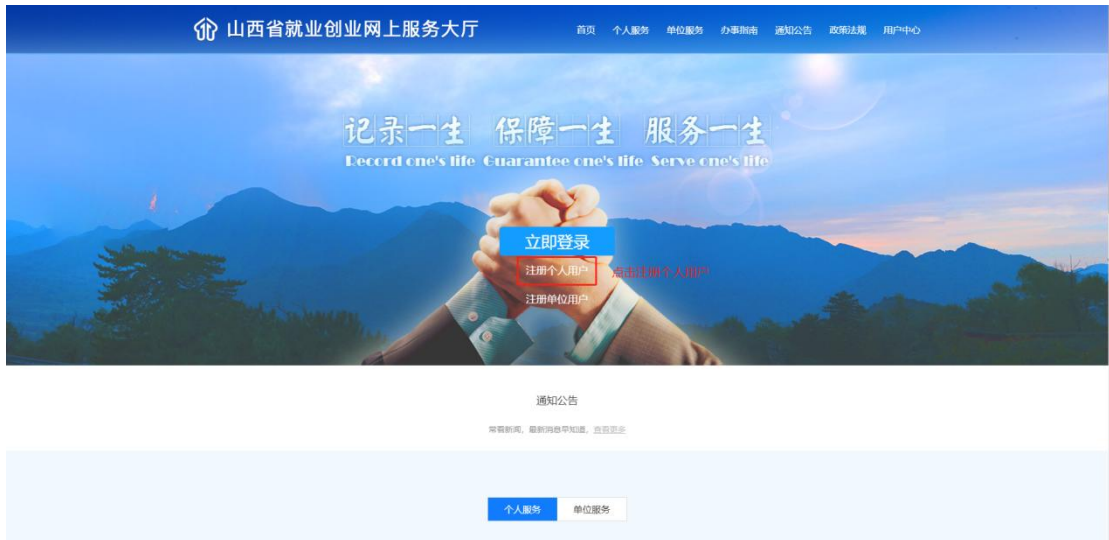 山西省就业创业网上服务大厅
首页 个人服务 单位服务 办事指南 通知公告 政策法规 用户中心
记录一生 保障一生 服务一生
Record one's life Guarantee one's life Serve one's life
立即登录
注册个人用户 点击注册个人用户
注册单位用户
通知公告
常看新闻，最新消息早知道，查看更多
个人服务 单位服务